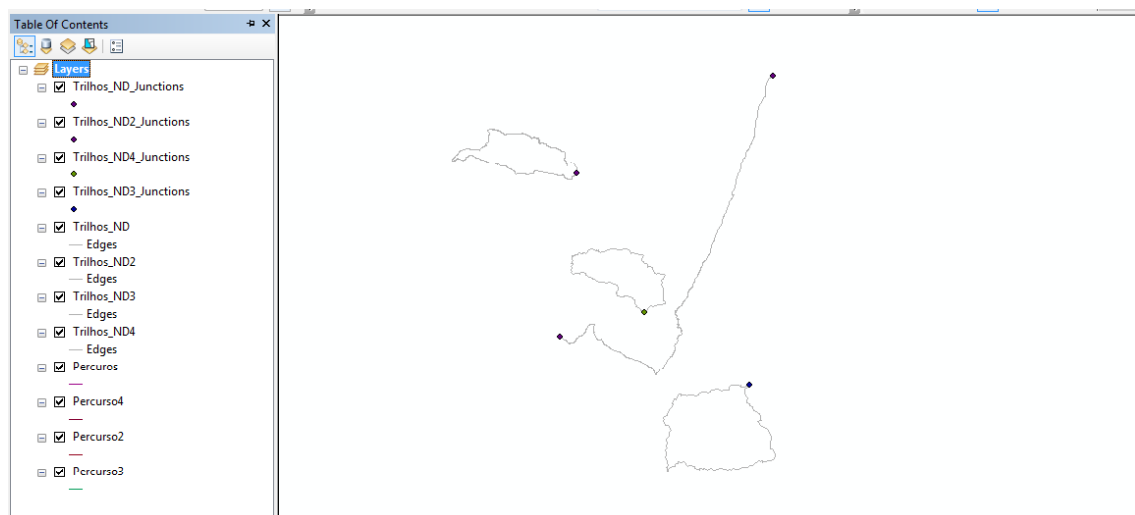 Table Of Contents
Layers
Trilhos_ND_Junctions
Trilhos_ND2_Junctions
Trilhos_ND4_Junctions
Trilhos_ND3_Junctions
Trilhos_ND
Edges
Trilhos_ND2
Edges
Trilhos_ND3
Edges
Trilhos_ND4
Edges
Percuros
Percurso4
Percurso2
Percurso3